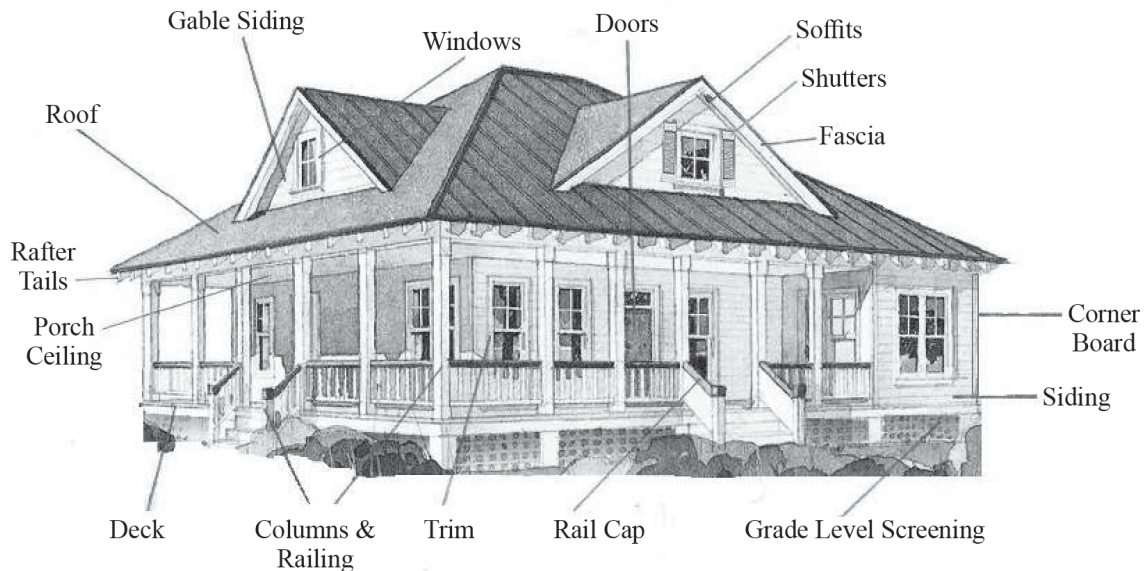 Gable Siding
Windows
Doors
Soffits
Shutters
Fascia
Roof
Rafter
Tails
Porch
Ceiling
Corner
Board
Siding
Deck
Columns &
Railing
Trim
Rail Cap
Grade Level Screening